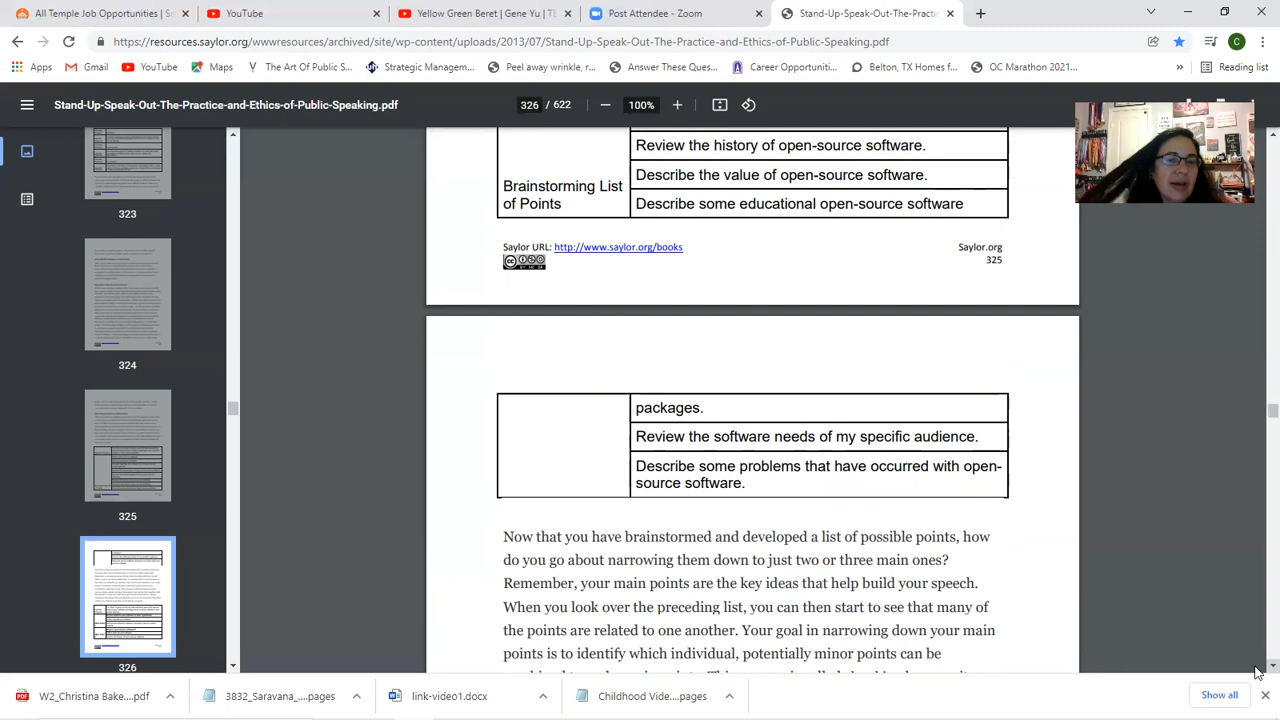 All Temple Job Opportunities | Sm
YouTube
Yellow Green Beret | Gene Yu | TE
Post Attendee - Zoom
Stand-Up-Speak-Out-The-Practice
https://resources.saylor.org/wwwresources/archived/site/wp-content/uploads/2013/07/Stand-Up-Speak-Out-The-Practice-and-Ethics-of-Public-Speaking.pdf
C
Apps
Gmail
YouTube
Maps
The Art Of Public S...
Strategic Managem...
Peel away wrinkle, r...
Answer These Ques...
Career Opportuniti...
Belton, TX Homes f...
OC Marathon 2021...
»
Reading list
Stand-Up-Speak-Out-The-Practice-and-Ethics-of-Public-Speaking.pdf
326 / 622
100%
323
324
325
326
Review the history of open-source software.
Describe the value of open-source software.
Brainstorming List
of Points
Describe some educational open-source software
Saylor URL: http://www.saylor.org/books
Saylor.org
325
packages.
Review the software needs of my specific audience.
Describe some problems that have occurred with open-
source software.
Now that you have brainstormed and developed a list of possible points, how
do you go about narrowing them down to just two or three main ones?
Remember, your main points are the key ideas that help build your speech.
When you look over the preceding list, you can then start to see that many of
the points are related to one another. Your goal in narrowing down your main
points is to identify which individual, potentially minor points can be
W2_Christina Bake....pdf
3832_Saravana_....pages
link-video1.docx
Childhood Vide....pages
Show all